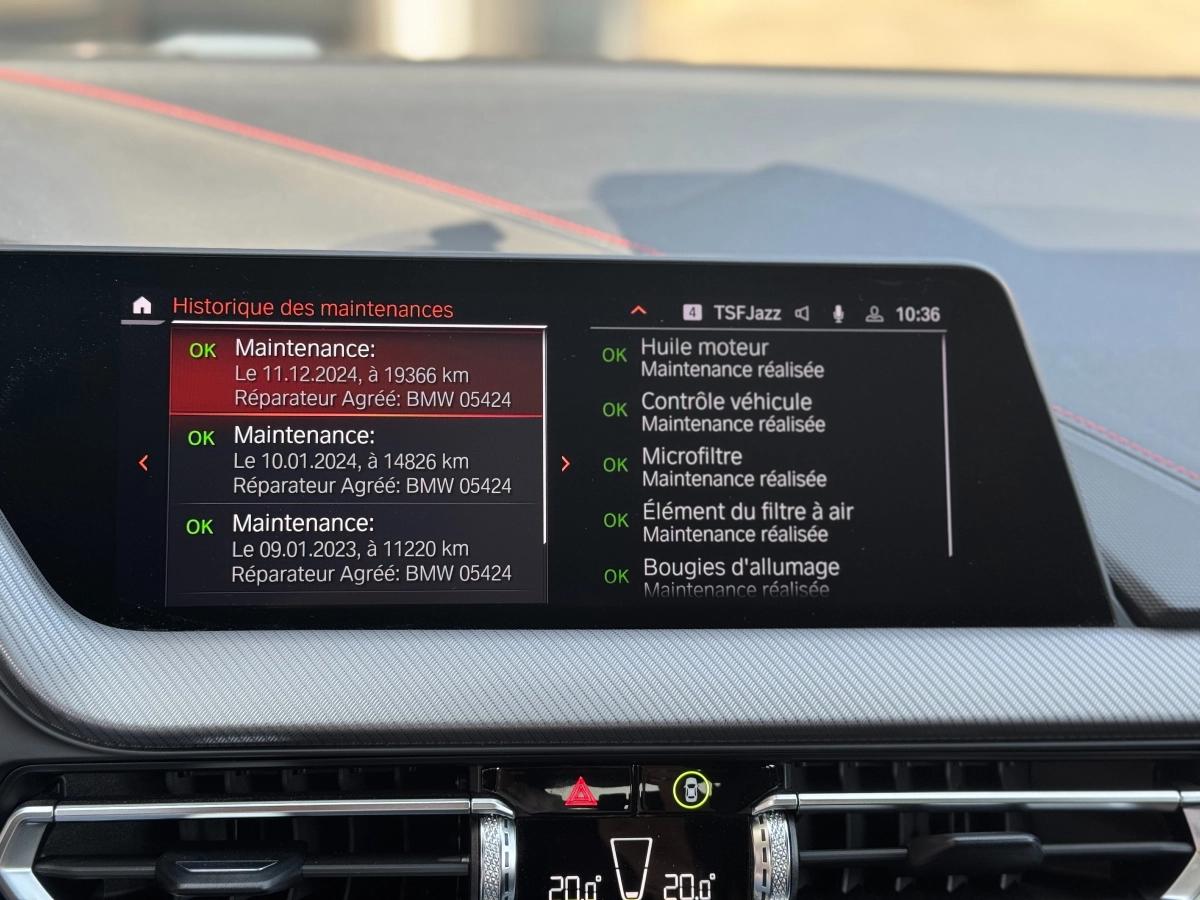 Historique des maintenances
4 TSFJazz 10:36
OK Maintenance:
Le 11.12.2024, à 19366 km
Réparateur Agréé: BMW 05424
OK Maintenance:
Le 10.01.2024, à 14826 km
Réparateur Agréé: BMW 05424
OK Maintenance:
Le 09.01.2023, à 11220 km
Réparateur Agréé: BMW 05424
OK Huile moteur
Maintenance réalisée
OK Contrôle véhicule
Maintenance réalisée
OK Microfiltre
Maintenance réalisée
OK Élément du filtre à air
Maintenance réalisée
OK Bougies d'allumage
Maintenance réalisée
20.0° 20.0°